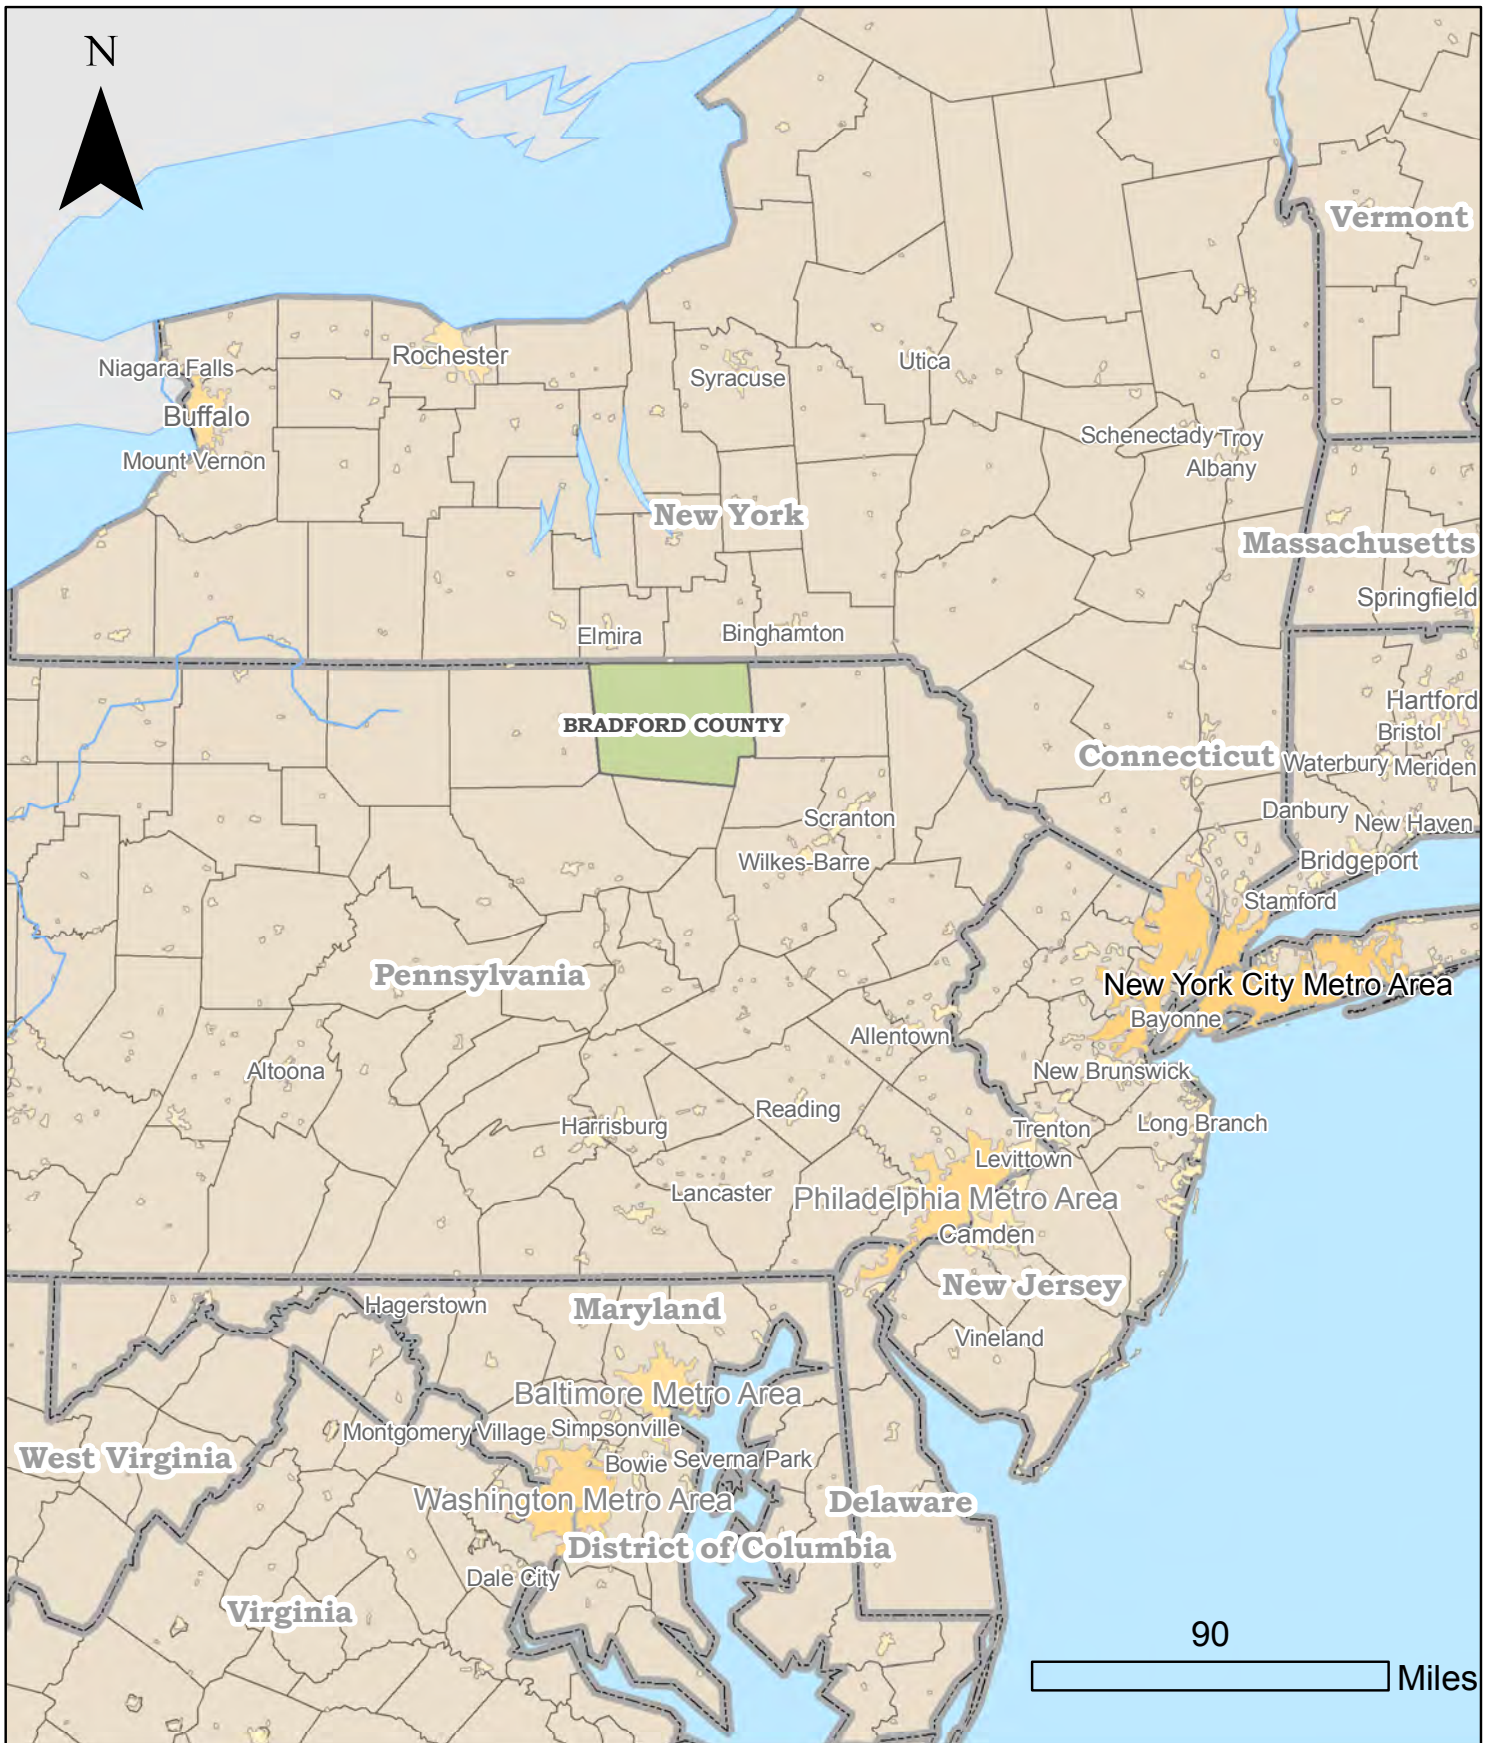 N
Vermont
Niagara Falls
Rochester
Utica
Syracuse
Buffalo
Schenectady
Troy
Mount Vernon
Albany
New York
Massachusetts
Springfield
Elmira
Binghamton
Hartford
BRADFORD COUNTY
Bristol
Connecticut
Waterbury
Meriden
Scranton
Danbury
New Haven
Wilkes-Barre
Bridgeport
Stamford
Pennsylvania
New York City Metro Area
Bayonne
Allentown
Altoona
New Brunswick
Reading
Harrisburg
Trenton
Long Branch
Levittown
Lancaster
Philadelphia Metro Area
Camden
New Jersey
Hagerstown
Maryland
Vineland
Baltimore Metro Area
Montgomery Village
Simpsonville
West Virginia
Bowie
Severna Park
Washington Metro Area
Delaware
District of Columbia
Dale City
Virginia
90
Miles